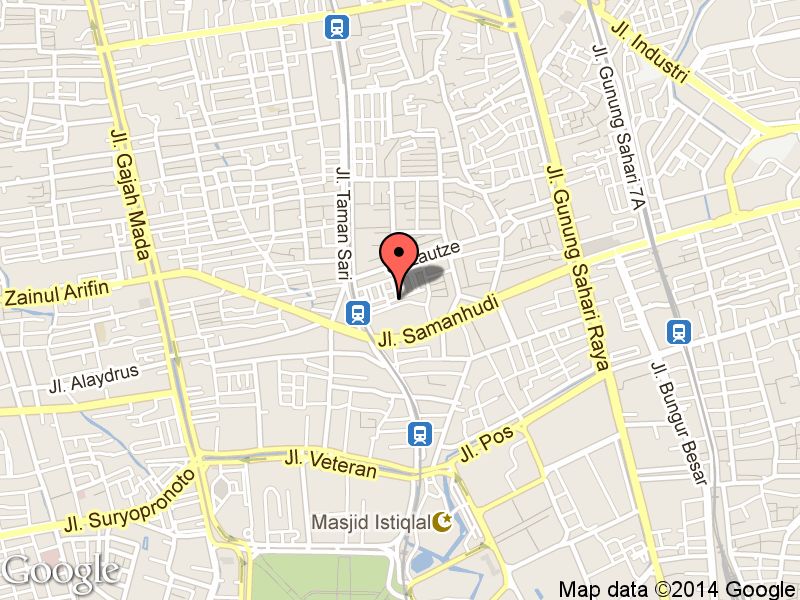 Jl. Industri
Jl. Gunung Sahari 7A
Jl. Gajah Mada
Jl. Taman Sari
Jl. Gunung Sahari Raya
autze
Zainul Arifin
Jl. Samanhudi
Jl. Alaydrus
Jl. Bungur Besar
Jl. Pos
Jl. Veteran
Jl. Suryopronoto
Masjid Istiqlal
Google
Map data ©2014 Google